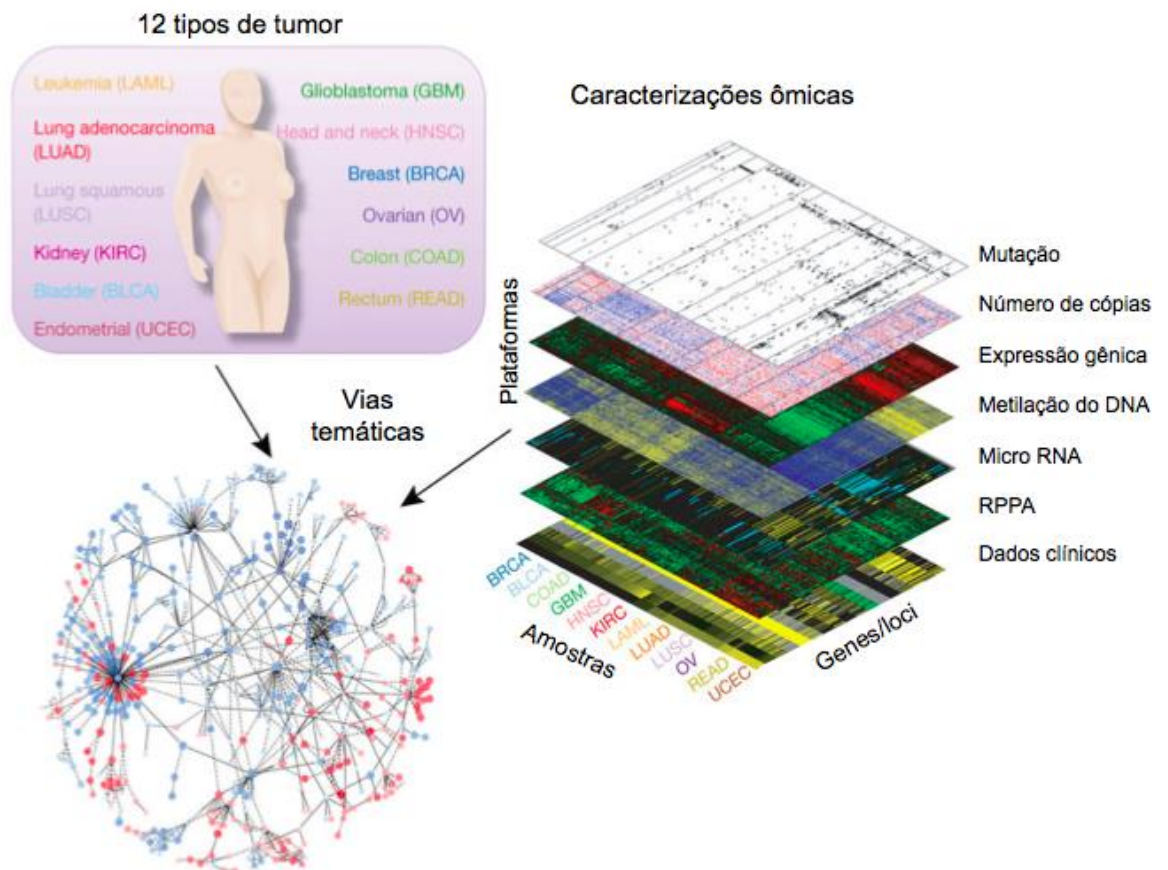 12 tipos de tumor
Leukemia (LAML)
Lung adenocarcinoma
(LUAD)
Lung squamous
(LUSC)
Kidney (KIRC)
Bladder (BLCA)
Endometrial (UCEC)
Glioblastoma (GBM)
Head and neck (HNSC)
Breast (BRCA)
Ovarian (OV)
Colon (COAD)
Rectum (READ)
Caracterizações ômicas
Plataformas
Mutação
Número de cópias
Expressão gênica
Metilação do DNA
Micro RNA
RPPA
Dados clínicos
Vias
temáticas
BRCA
BLCA
COAD
GBM
HNSC
KIRC
LAML
LUAD
LUSC
OV
READ
UCEC
Amostras
Genes/loci